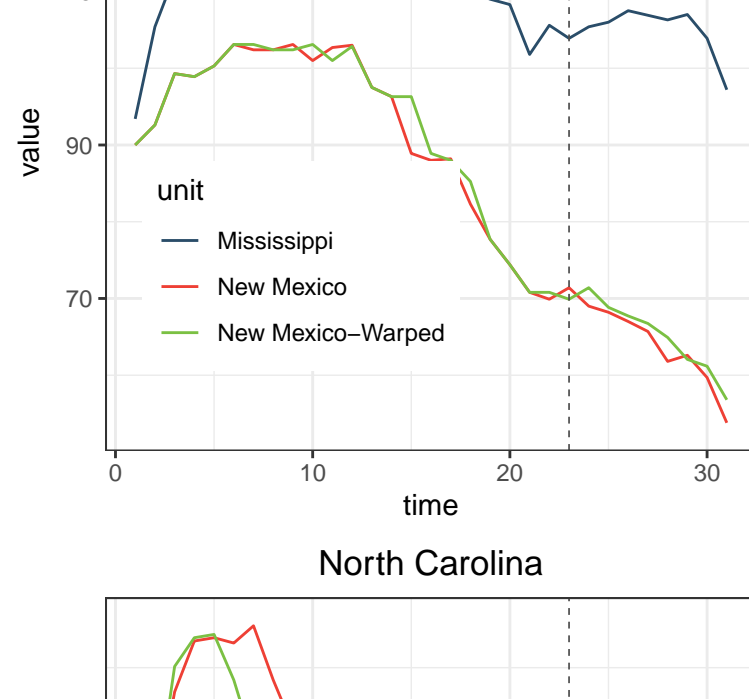 value
90
70
unit
Mississippi
New Mexico
New Mexico−Warped
0 10 20 30
time
North Carolina